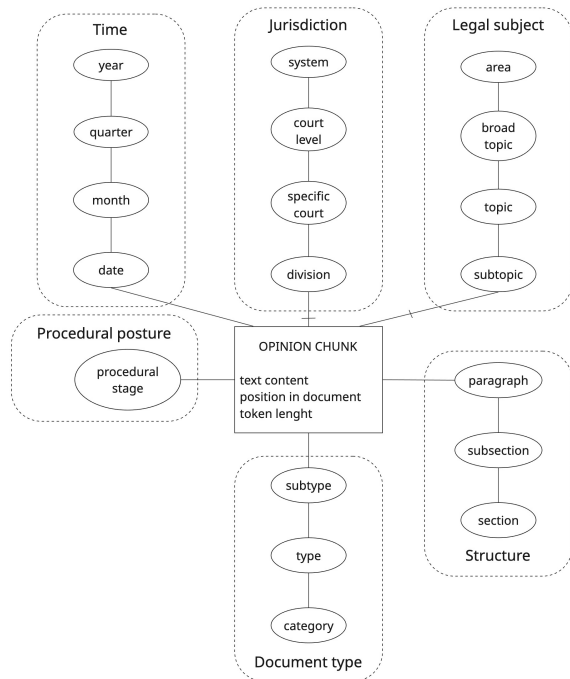 Time
year
quarter
month
date
Jurisdiction
system
court
level
specific
court
division
Legal subject
area
broad
topic
topic
subtopic
Procedural posture
procedural
stage
OPINION CHUNK
text content
position in document
token lenght
paragraph
subsection
section
Structure
subtype
type
category
Document type